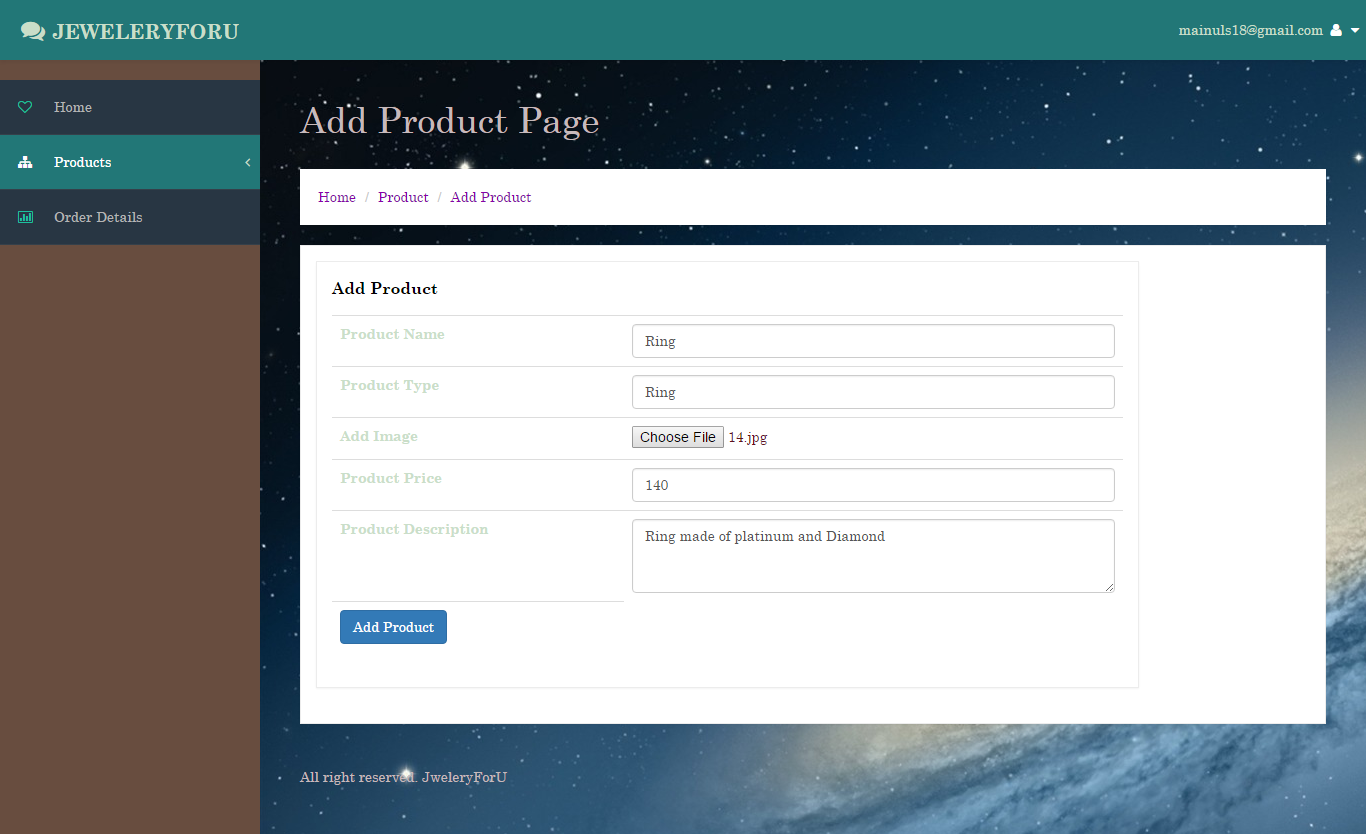 JEWELERYFORU
mainuls18@gmail.com
Home
Products
Order Details
Add Product Page
Home / Product / Add Product
Add Product
Product Name Ring
Product Type Ring
Add Image Choose File 14.jpg
Product Price 140
Product Description Ring made of platinum and Diamond
Add Product
All right reserved. JweleryForU